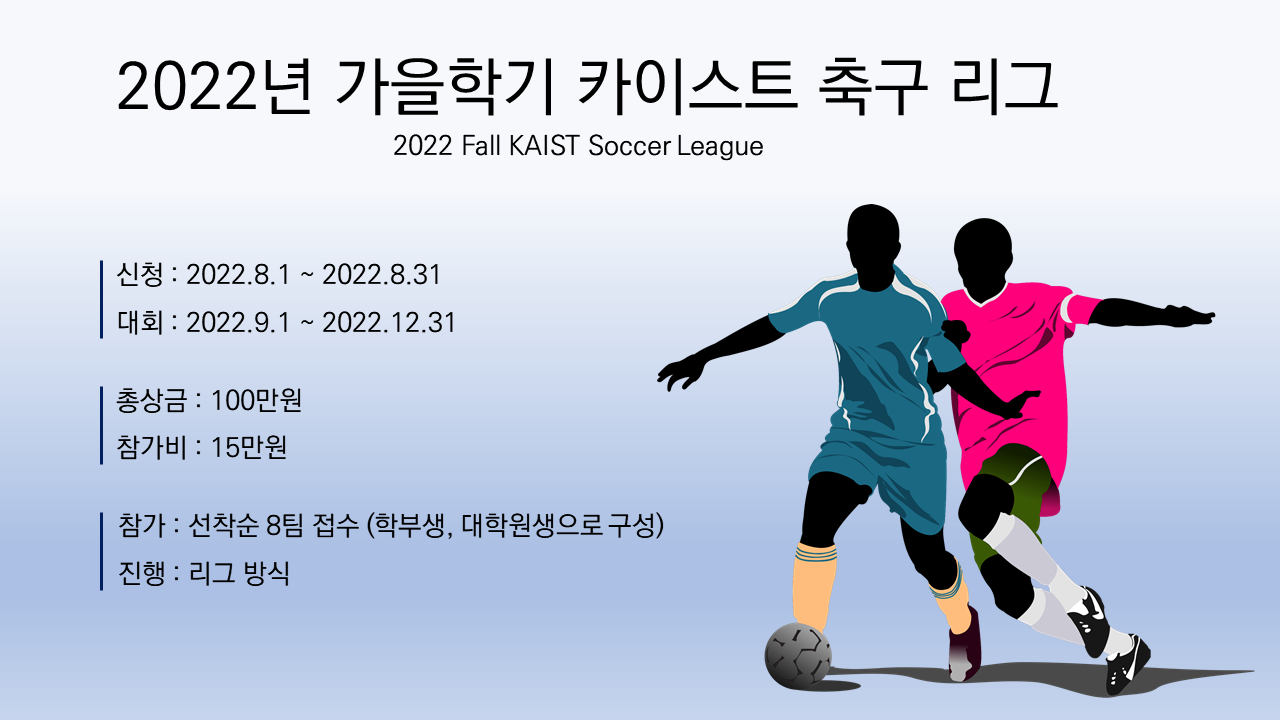 2022년 가을학기 카이스트 축구 리그
2022 Fall KAIST Soccer League
신청 : 2022.8.1 ~ 2022.8.31
대회 : 2022.9.1 ~ 2022.12.31
총상금 : 100만원
참가비 : 15만원
참가 : 선착순 8팀 접수 (학부생, 대학원생으로 구성)
진행 : 리그 방식